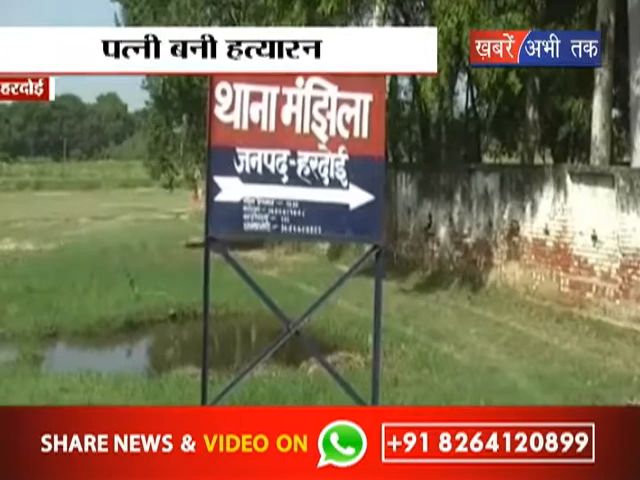 पत्नी बनी हत्यारन
ख़बरें अभी तक
हरदोई
थाना मंझिला
जनपद-हरदोई
SHARE NEWS & VIDEO ON
+91 8264120899